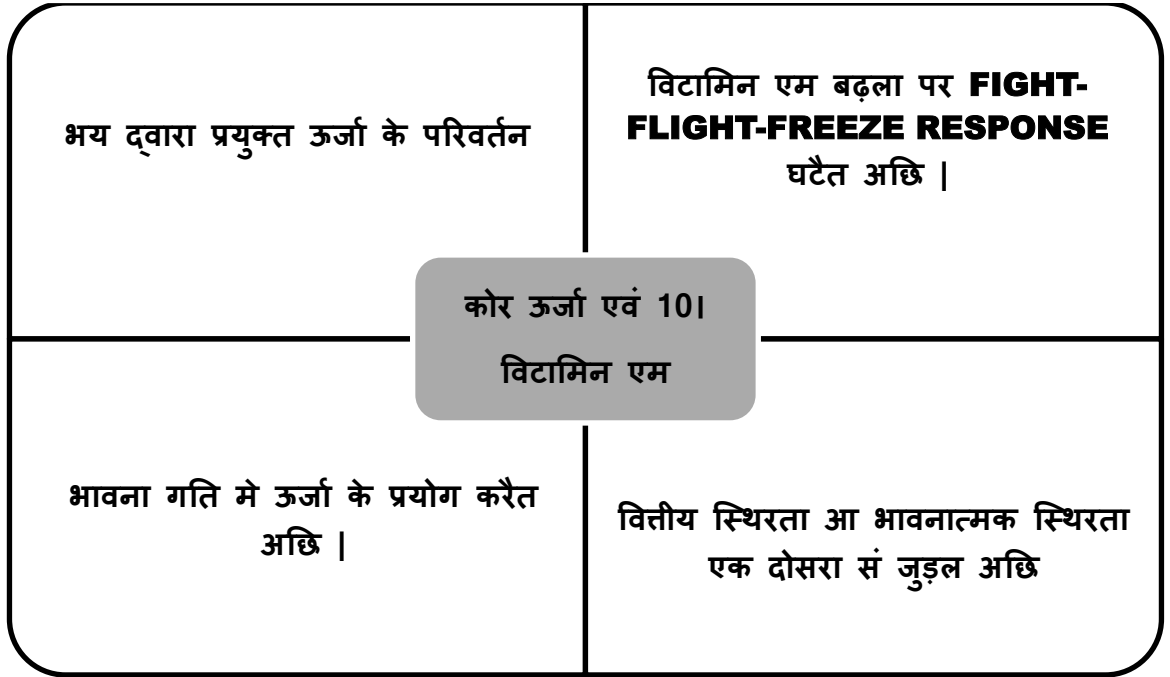 भय द्वारा प्रयुक्त ऊर्जा के परिवर्तन
विटामिन एम बढ़ला पर FIGHT-
FLIGHT-FREEZE RESPONSE
घटैत अछि |
कोर ऊर्जा एवं 10।
विटामिन एम
भावना गति मे ऊर्जा के प्रयोग करैत
अछि |
वित्तीय स्थिरता आ भावनात्मक स्थिरता
एक दोसरा सं जुड़ल अछि